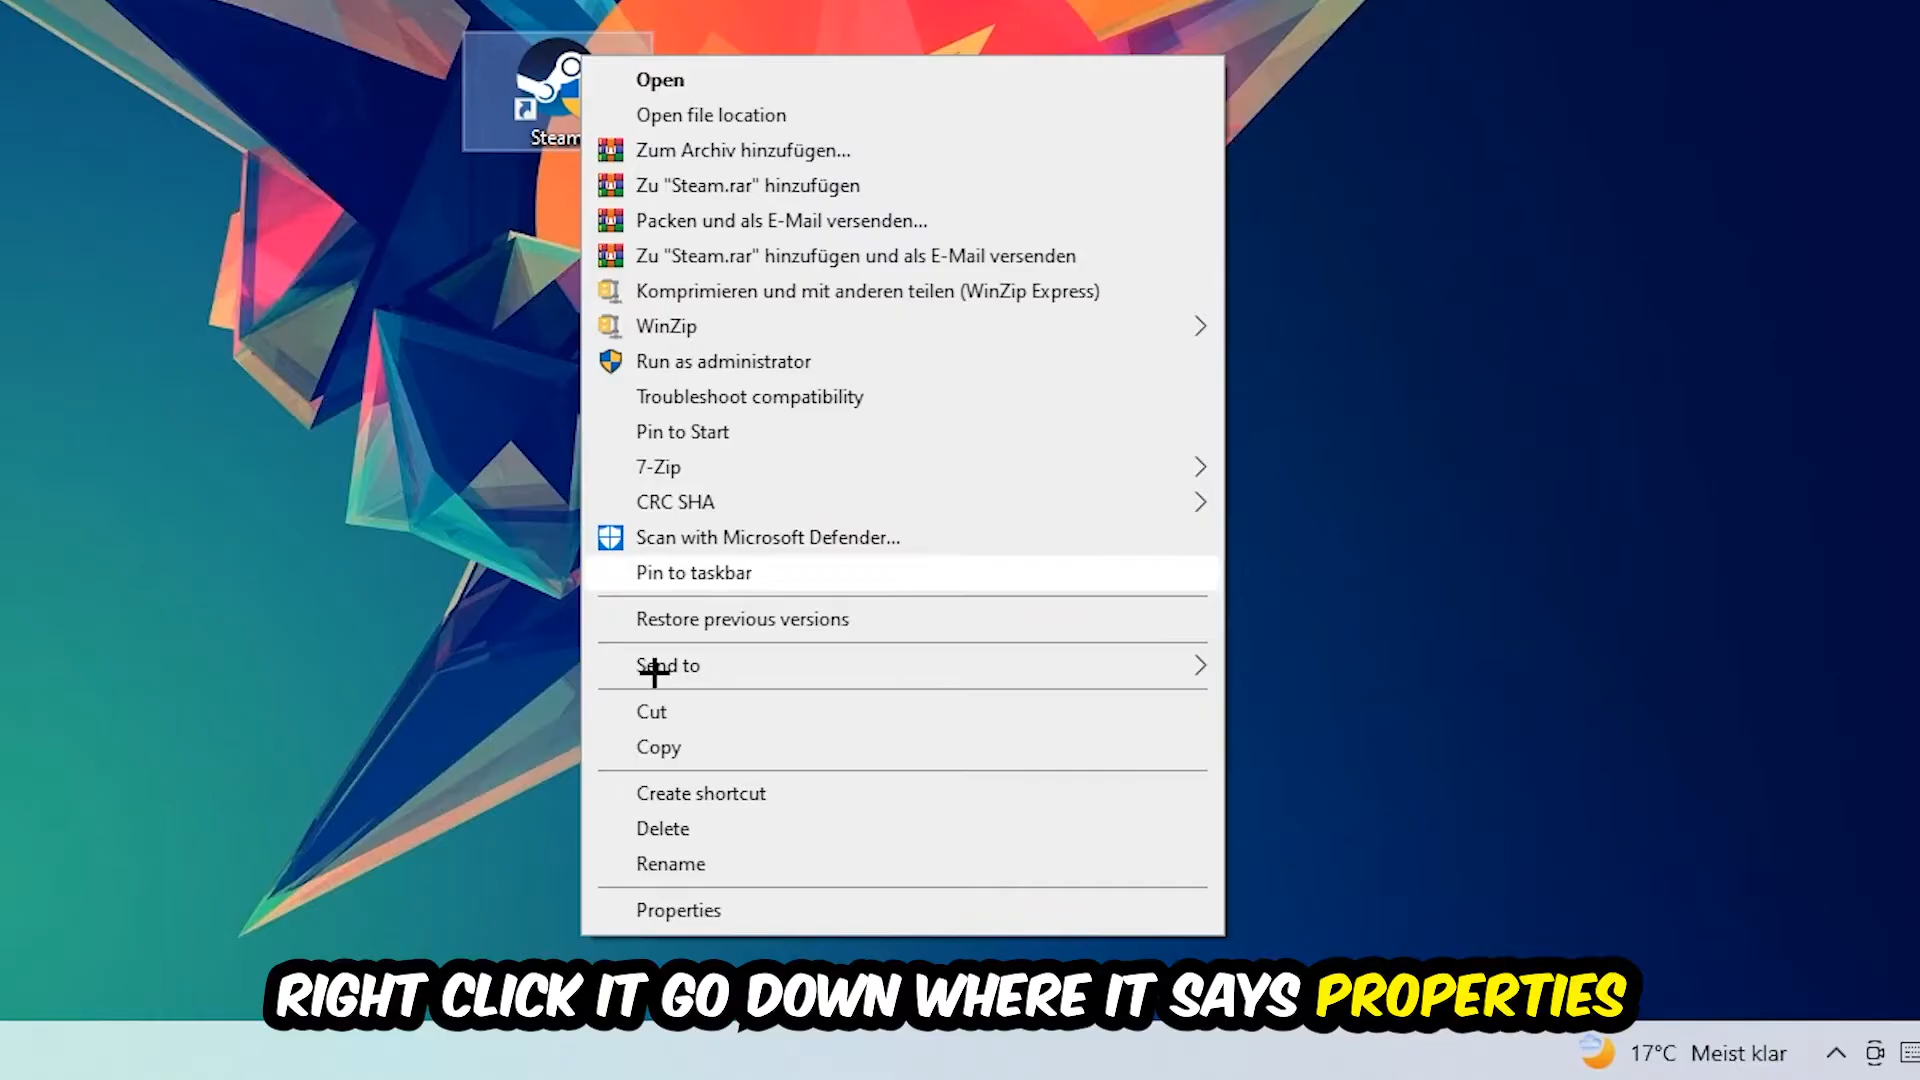 Steam
Open
Open file location
Zum Archiv hinzufügen...
Zu "Steam.rar" hinzufügen
Packen und als E-Mail versenden...
Zu "Steam.rar" hinzufügen und als E-Mail versenden
Komprimieren und mit anderen teilen (WinZip Express)
WinZip
Run as administrator
Troubleshoot compatibility
Pin to Start
7-Zip
CRC SHA
Scan with Microsoft Defender...
Pin to taskbar
Restore previous versions
Send to
Cut
Copy
Create shortcut
Delete
Rename
Properties
RIGHT CLICK IT GO DOWN WHERE IT SAYS PROPERTIES
17°C Meist klar